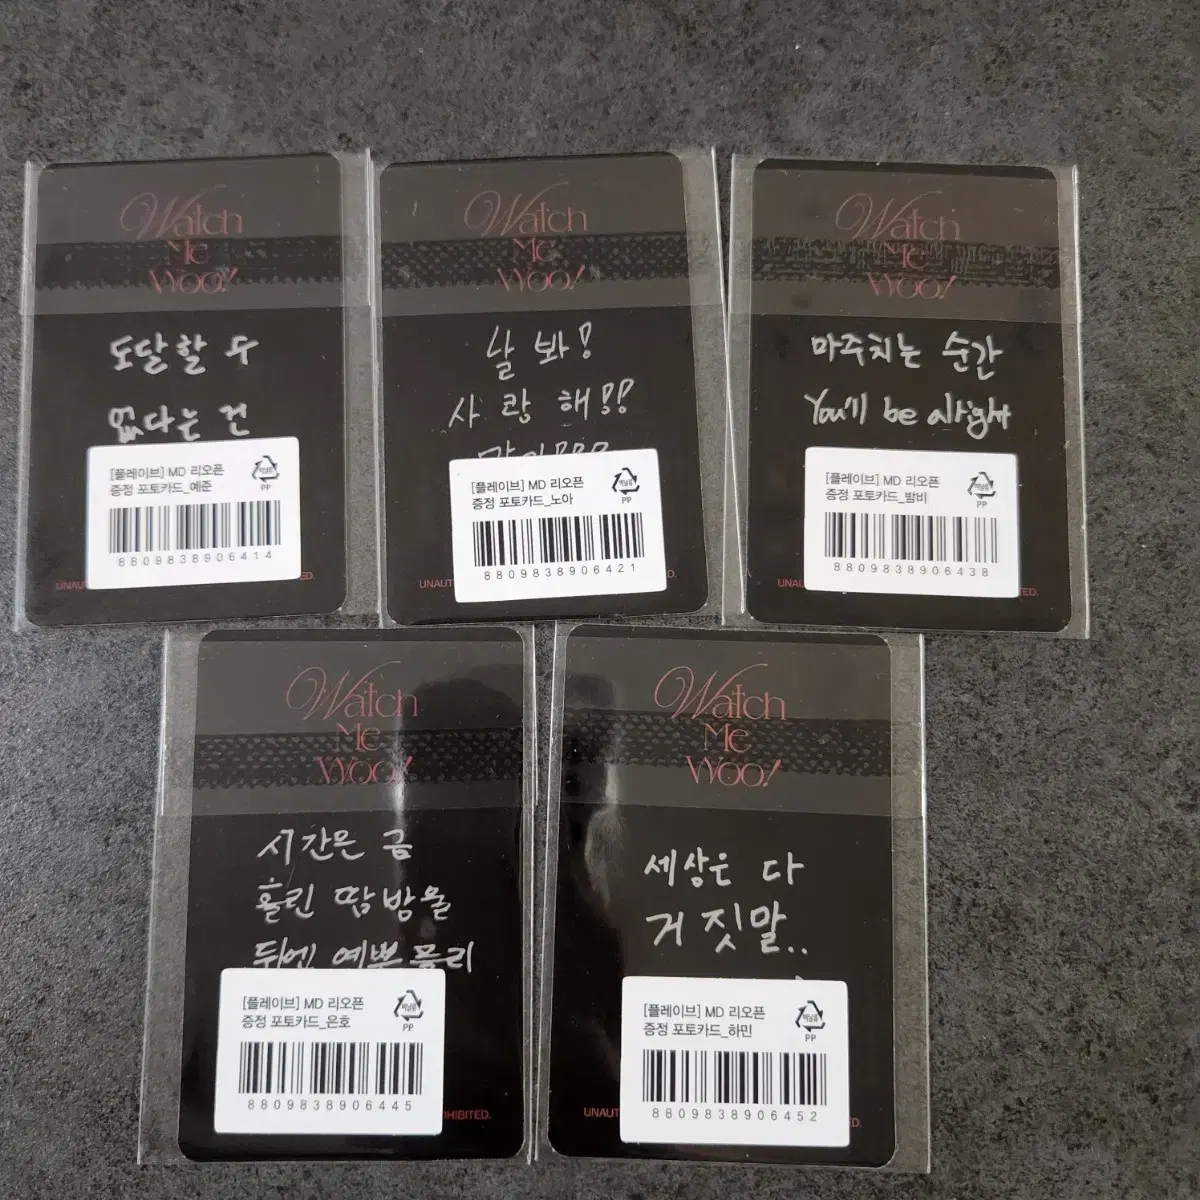 Watch
Me
Woo!
도달할 수
없다는 건
[플레이브] MD 리오픈
증정 포토카드_예준
PP
8809838906414
Watch
Me
Woo!
날 봐!
사랑해!!
[플레이브] MD 리오픈
증정 포토카드_노아
PP
8809838906421
Watch
Me
Woo!
마주치는 순간
You'll be alright
[플레이브] MD 리오픈
증정 포토카드_밤비
PP
8809838906438
Watch
Me
Woo!
시간은 금
흘린 땀방울
뒤엔 예쁜
[플레이브] MD 리오픈
증정 포토카드_은호
PP
8809838906445
HIBITED.
Watch
Me
Woo!
세상은 다
거짓말..
[플레이브] MD 리오픈
증정 포토카드_하민
PP
8809838906452
UNAUT
ED.